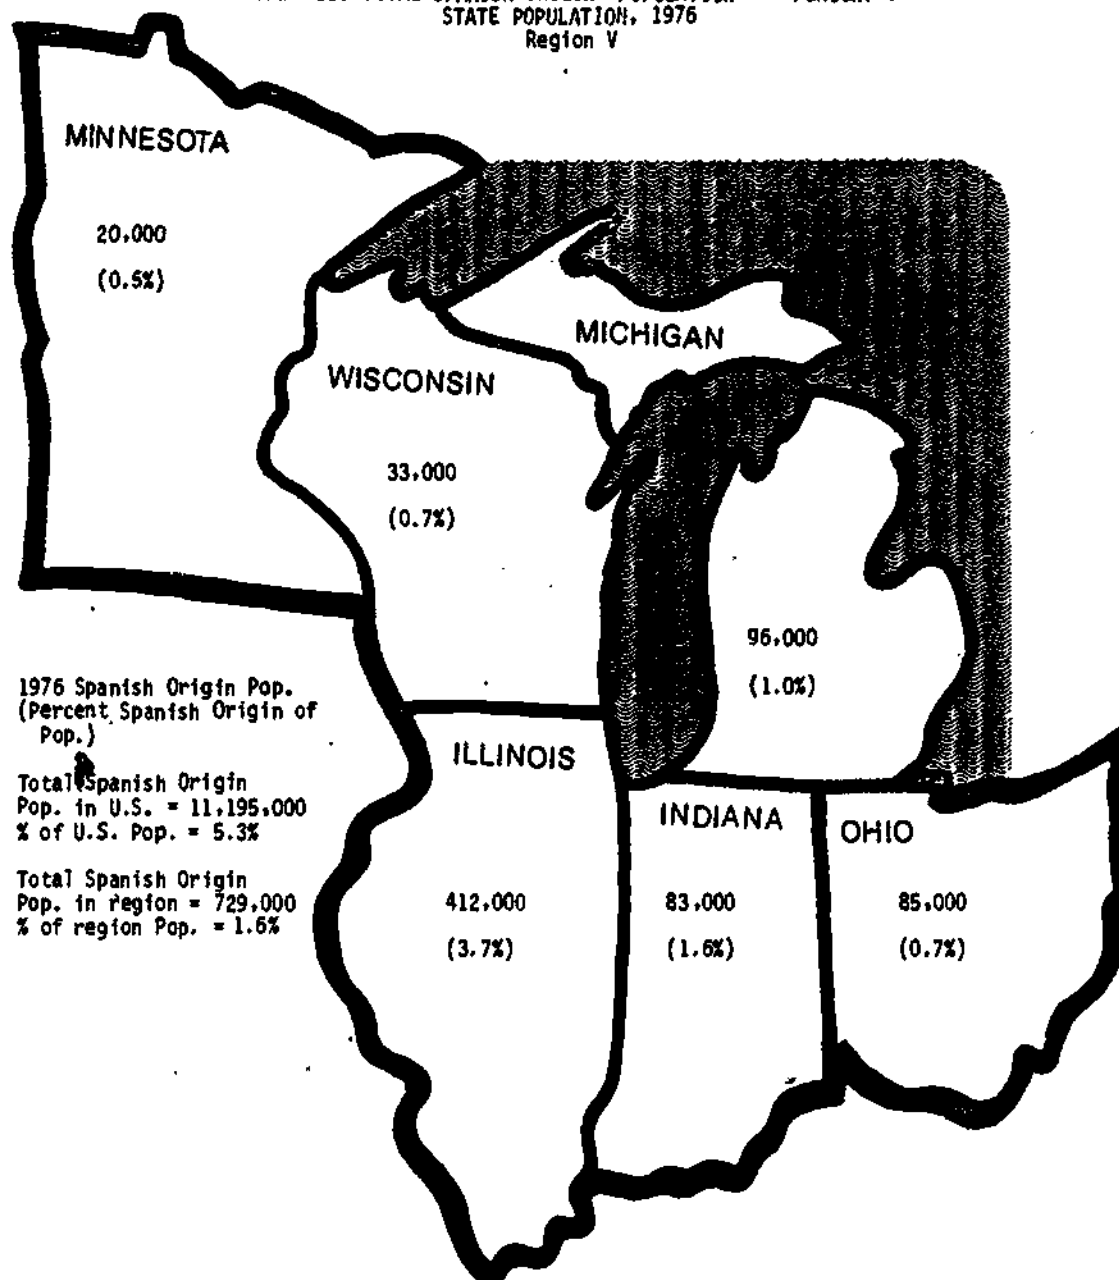 STATE POPULATION, 1976
Region V
MINNESOTA
20,000
(0.5%)
MICHIGAN
WISCONSIN
33,000
(0.7%)
96,000
(1.0%)
1976 Spanish Origin Pop.
(Percent Spanish Origin of
Pop.)
Total Spanish Origin
Pop. in U.S. = 11,195,000
% of U.S. Pop. = 5.3%
Total Spanish Origin
Pop. in region = 729,000
% of region Pop. = 1.6%
ILLINOIS
412,000
(3.7%)
INDIANA
83,000
(1.6%)
OHIO
85,000
(0.7%)